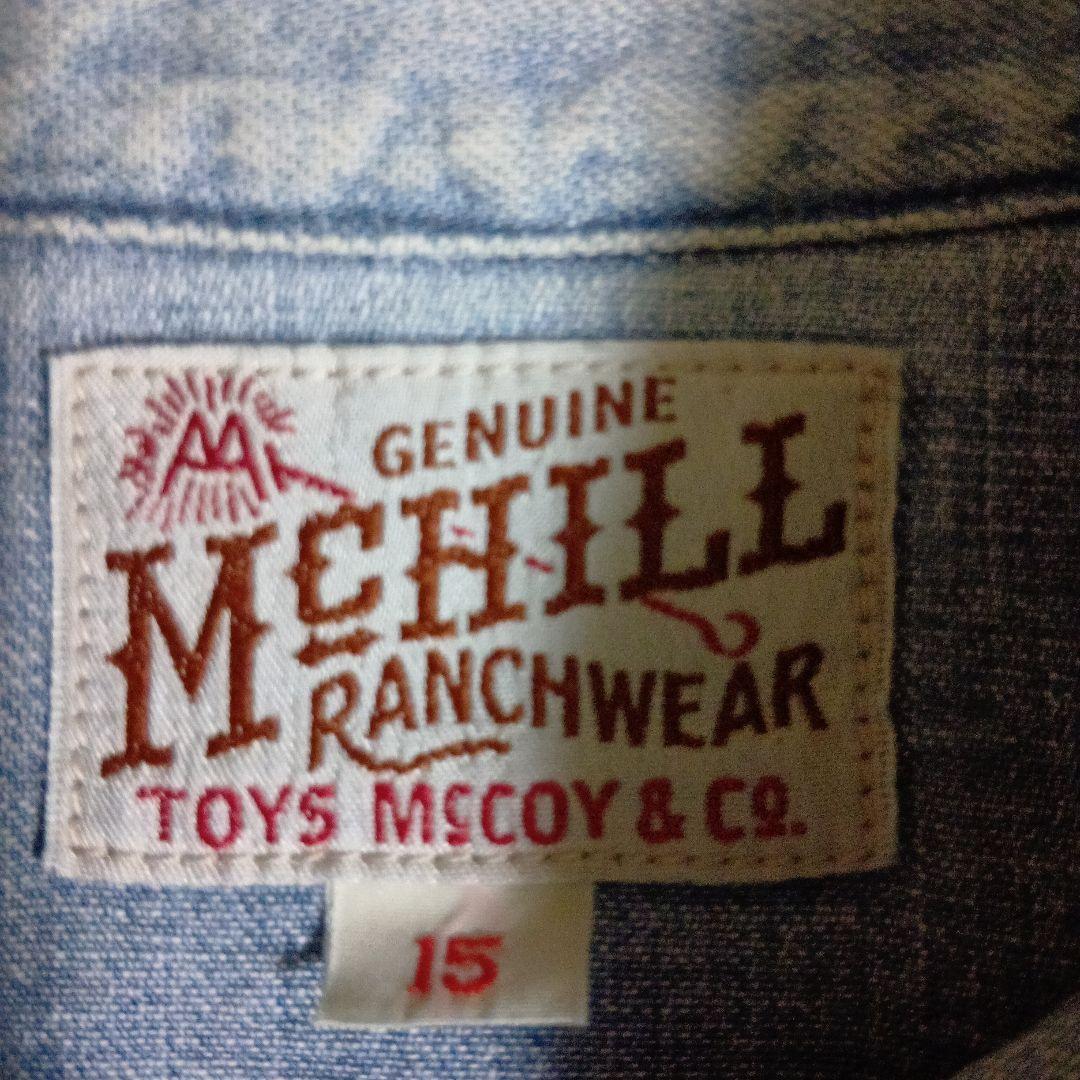 GENUINE
McHILL
RANCHWEAR
TOYS McCOY & Co.
15